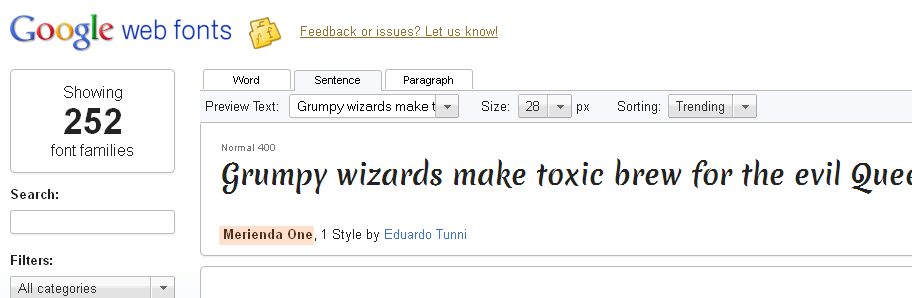 Google web fonts
Feedback or issues? Let us know!
Showing
252
font families
Search:
Filters:
All categories
Word Sentence Paragraph
Preview Text: Grumpy wizards make t Size: 28 px Sorting: Trending
Normal 400
Grumpy wizards make toxic brew for the evil Quee
Merienda One, 1 Style by Eduardo Tunni